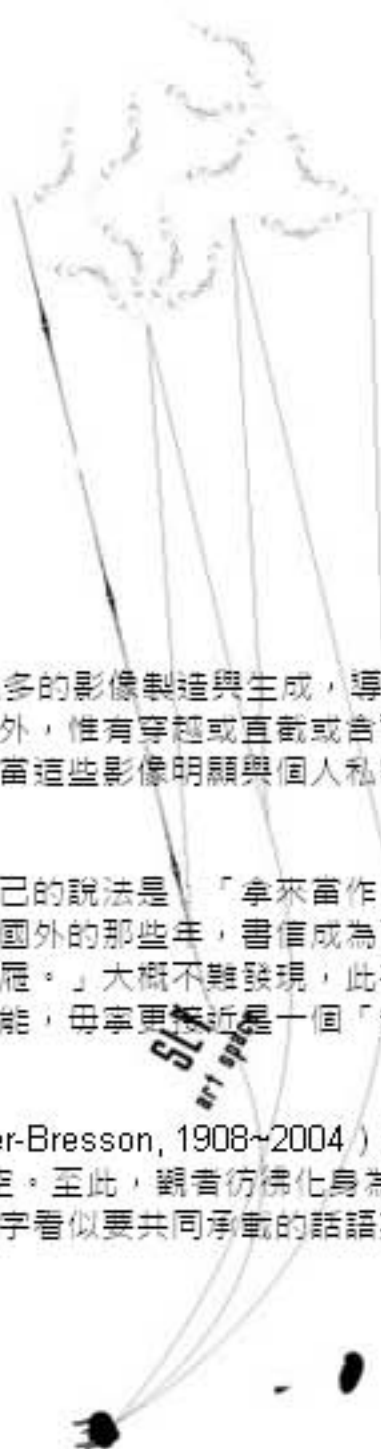 多的影像製造與生成，導
外，惟有穿越或直截或含
當這些影像明顯與個人私
己的說法是，「拿來當作
國外的那些年，書信成為
履。」大概不難發現，此
能，毋寧更接近是一個「
SLY
art space
er-Bresson, 1908~2004）
空。至此，觀者彷彿化身為
字看似要共同承載的話語